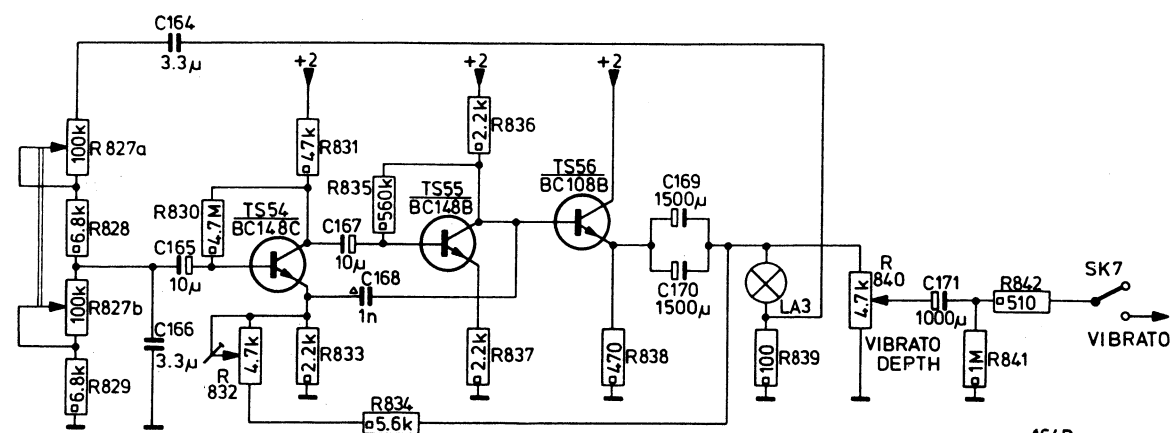 C164
3.3µ
+2
+2
+2
R836
2.2k
R831
47k
100k
R827a
R835
560k
TS55
BC148B
TS56
BC108B
C169
1500µ
R830
4.7M
TS54
BC148C
R828
6.8k
C167
10µ
C165
10µ
C168
1n
C170
1500µ
LA3
R
840
4.7k
C171
1000µ
R842
510
SK7
100k
R827b
C166
3.3µ
4.7k
R
832
R833
2.2k
R837
2.2k
R838
470
R839
100
VIBRATO
DEPTH
R841
1M
VIBRATO
R829
6.8k
R834
5.6k